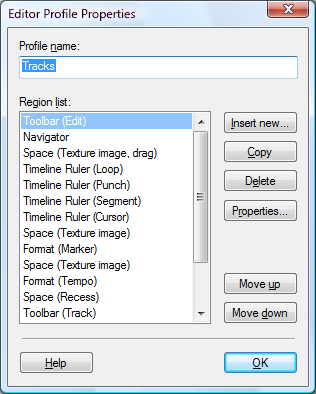 Editor Profile Properties
Profile name:
Tracks
Region list:
Toolbar (Edit)
Navigator
Space (Texture image, drag)
Timeline Ruler (Loop)
Timeline Ruler (Punch)
Timeline Ruler (Segment)
Timeline Ruler (Cursor)
Space (Texture image)
Format (Marker)
Space (Texture image)
Format (Tempo)
Space (Recess)
Toolbar (Track)
Insert new...
Copy
Delete
Properties...
Move up
Move down
Help
OK